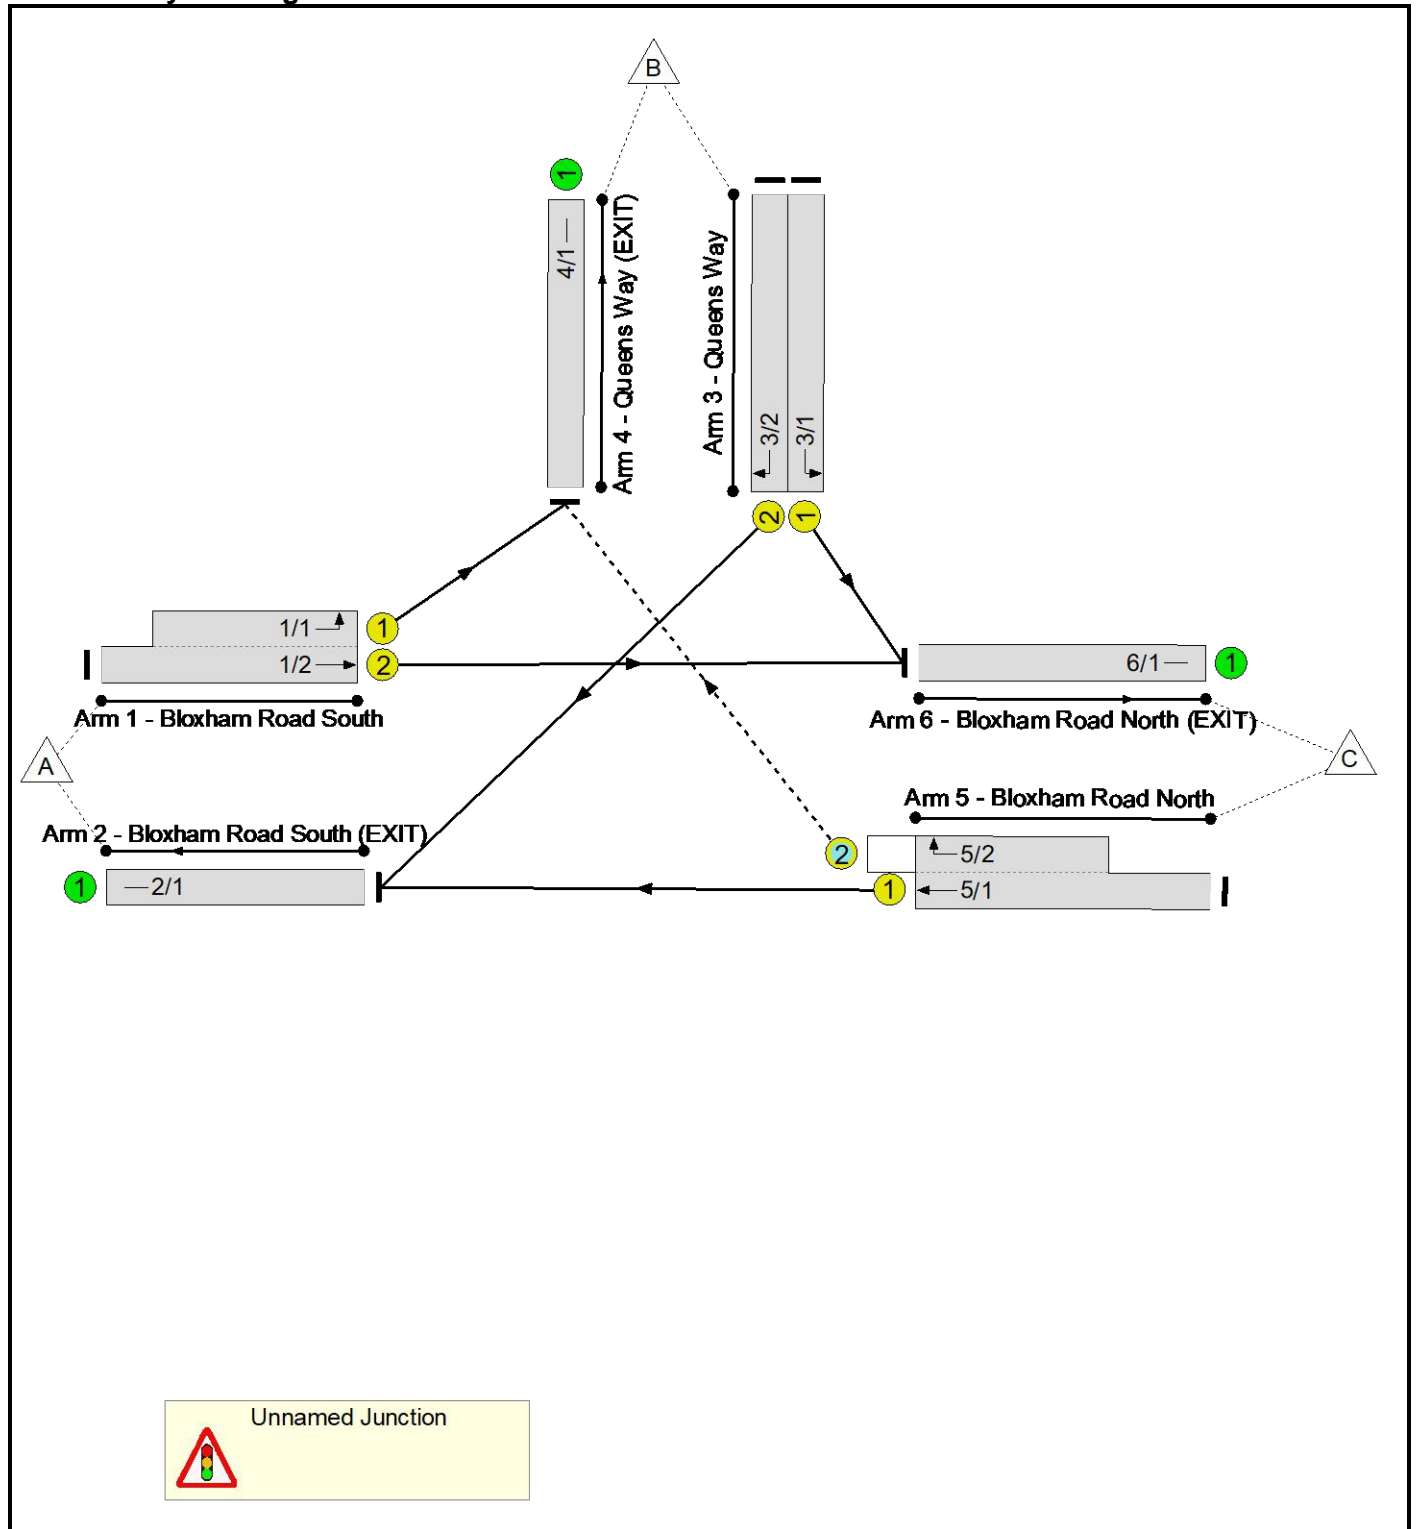 B
1
4/1
Arm 4 - Queens Way (EXIT)
Arm 3 - Queens Way
3/2
3/1
2
1
1/1
1
1/2
2
Arm 1 - Bloxham Road South
6/1
1
Arm 6 - Bloxham Road North (EXIT)
A
C
Arm 5 - Bloxham Road North
Arm 2 - Bloxham Road South (EXIT)
2
5/2
1
2/1
1
5/1
Unnamed Junction